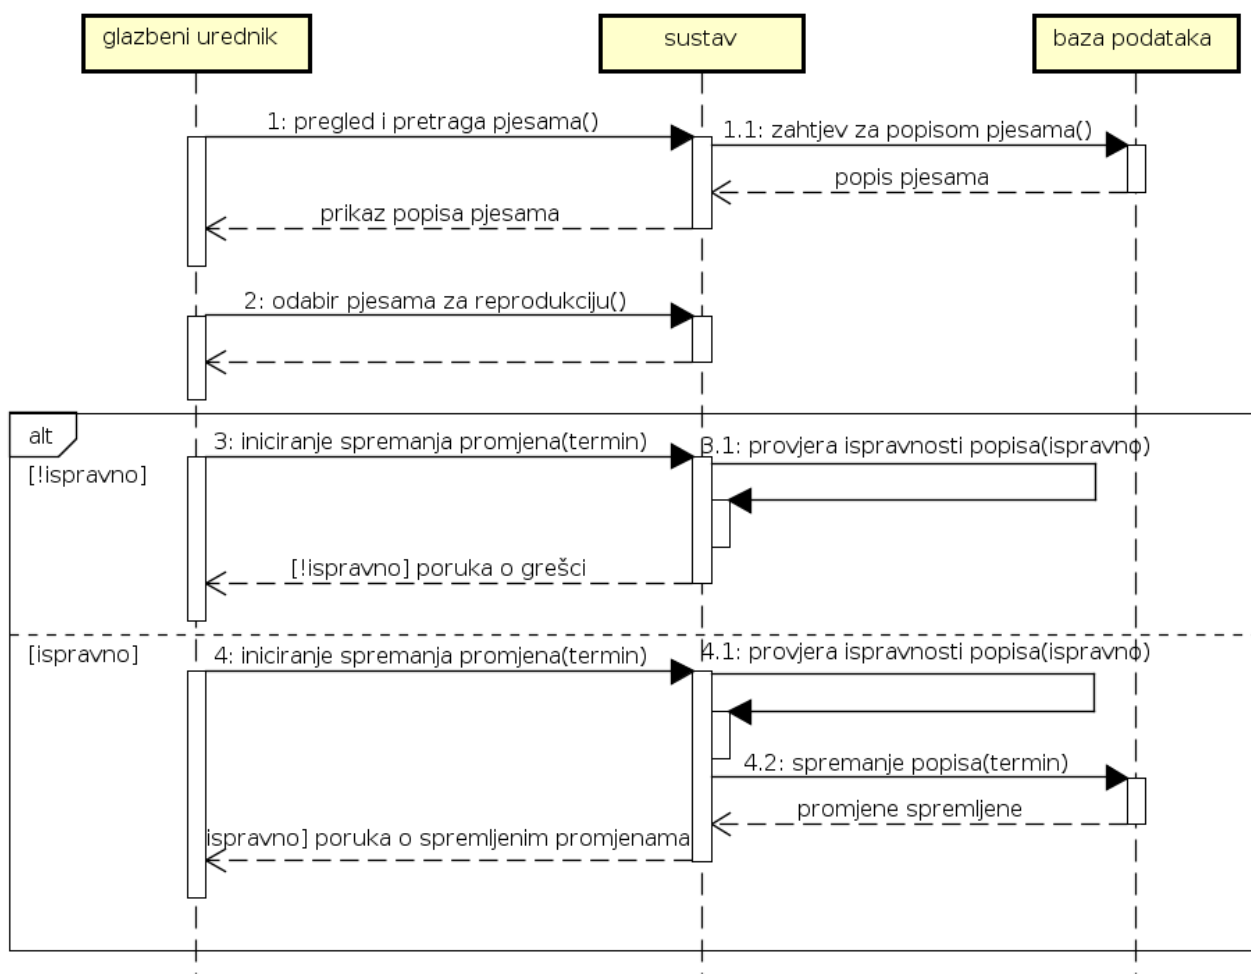 glazbeni urednik
sustav
baza podataka
1: pregled i pretraga pjesama()
1.1: zahtjev za popisom pjesama()
popis pjesama
prikaz popisa pjesama
2: odabir pjesama za reprodukciju()
alt
3: iniciranje spremanja promjena(termin)
3.1: provjera ispravnosti popisa(ispravno)
[!ispravno]
[!ispravno] poruka o grešci
[ispravno]
4: iniciranje spremanja promjena(termin)
4.1: provjera ispravnosti popisa(ispravno)
4.2: spremanje popisa(termin)
promjene spremljene
ispravno] poruka o spremljenim promjenama